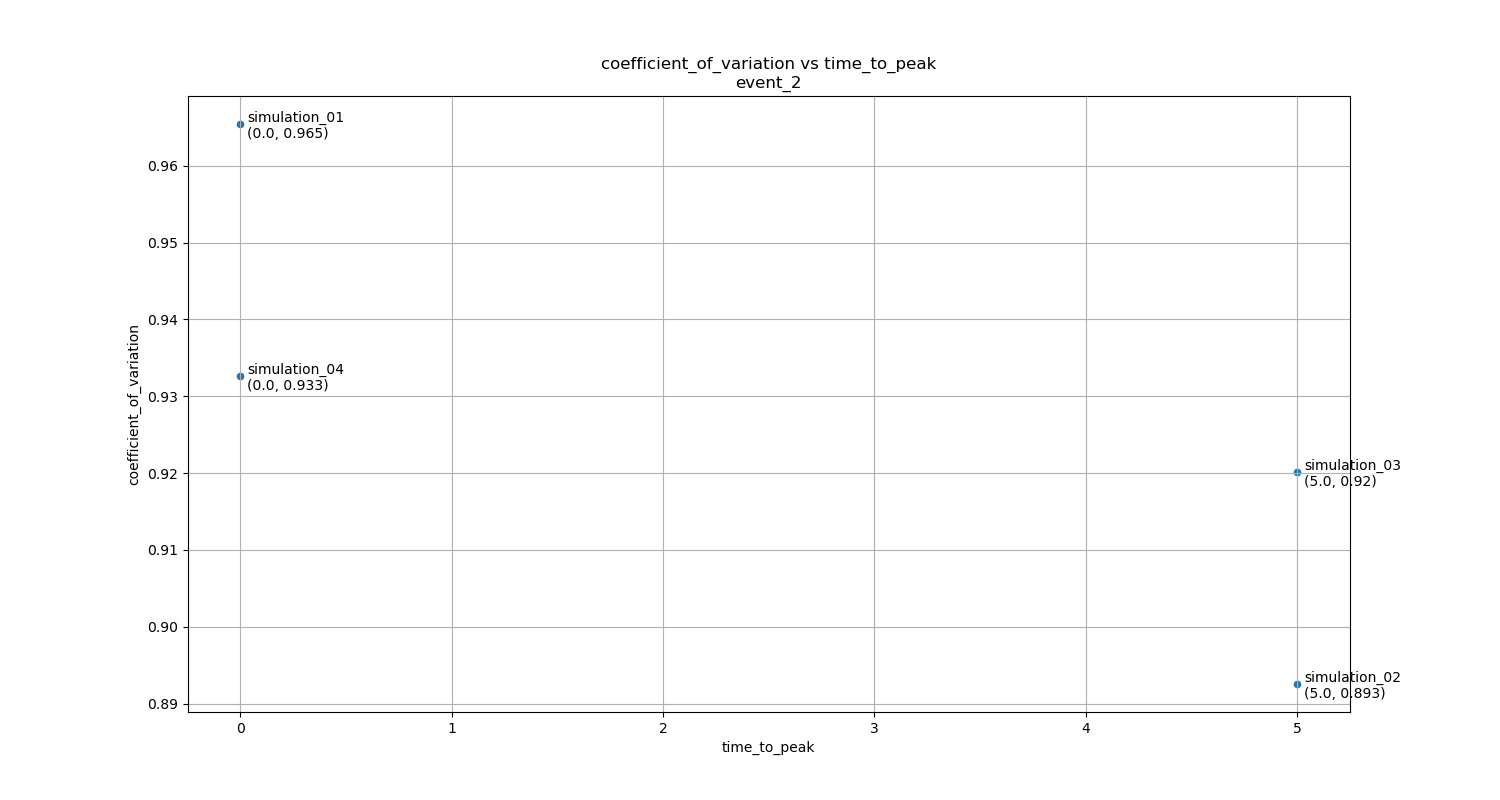 coefficient_of_variation vs time_to_peak
event_2
simulation_01
(0.0, 0.965)
0.96
0.95
0.94
simulation_04
(0.0, 0.933)
0.93
coefficient_of_variation
simulation_03
(5.0, 0.92)
0.92
0.91
0.90
simulation_02
(5.0, 0.893)
0.89
0 1 2 3 4 5
time_to_peak